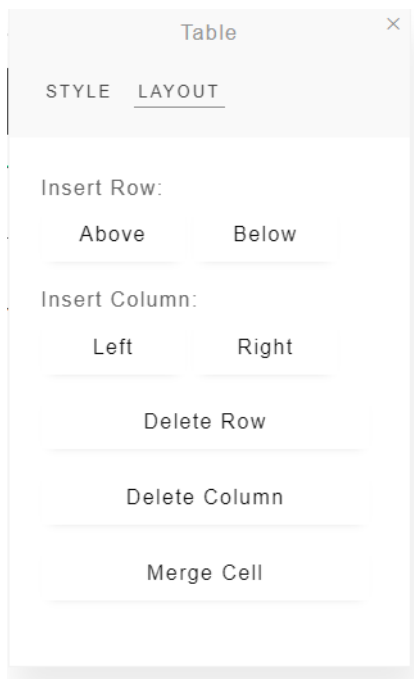 Table ×
STYLE LAYOUT
Insert Row:
Above Below
Insert Column:
Left Right
Delete Row
Delete Column
Merge Cell